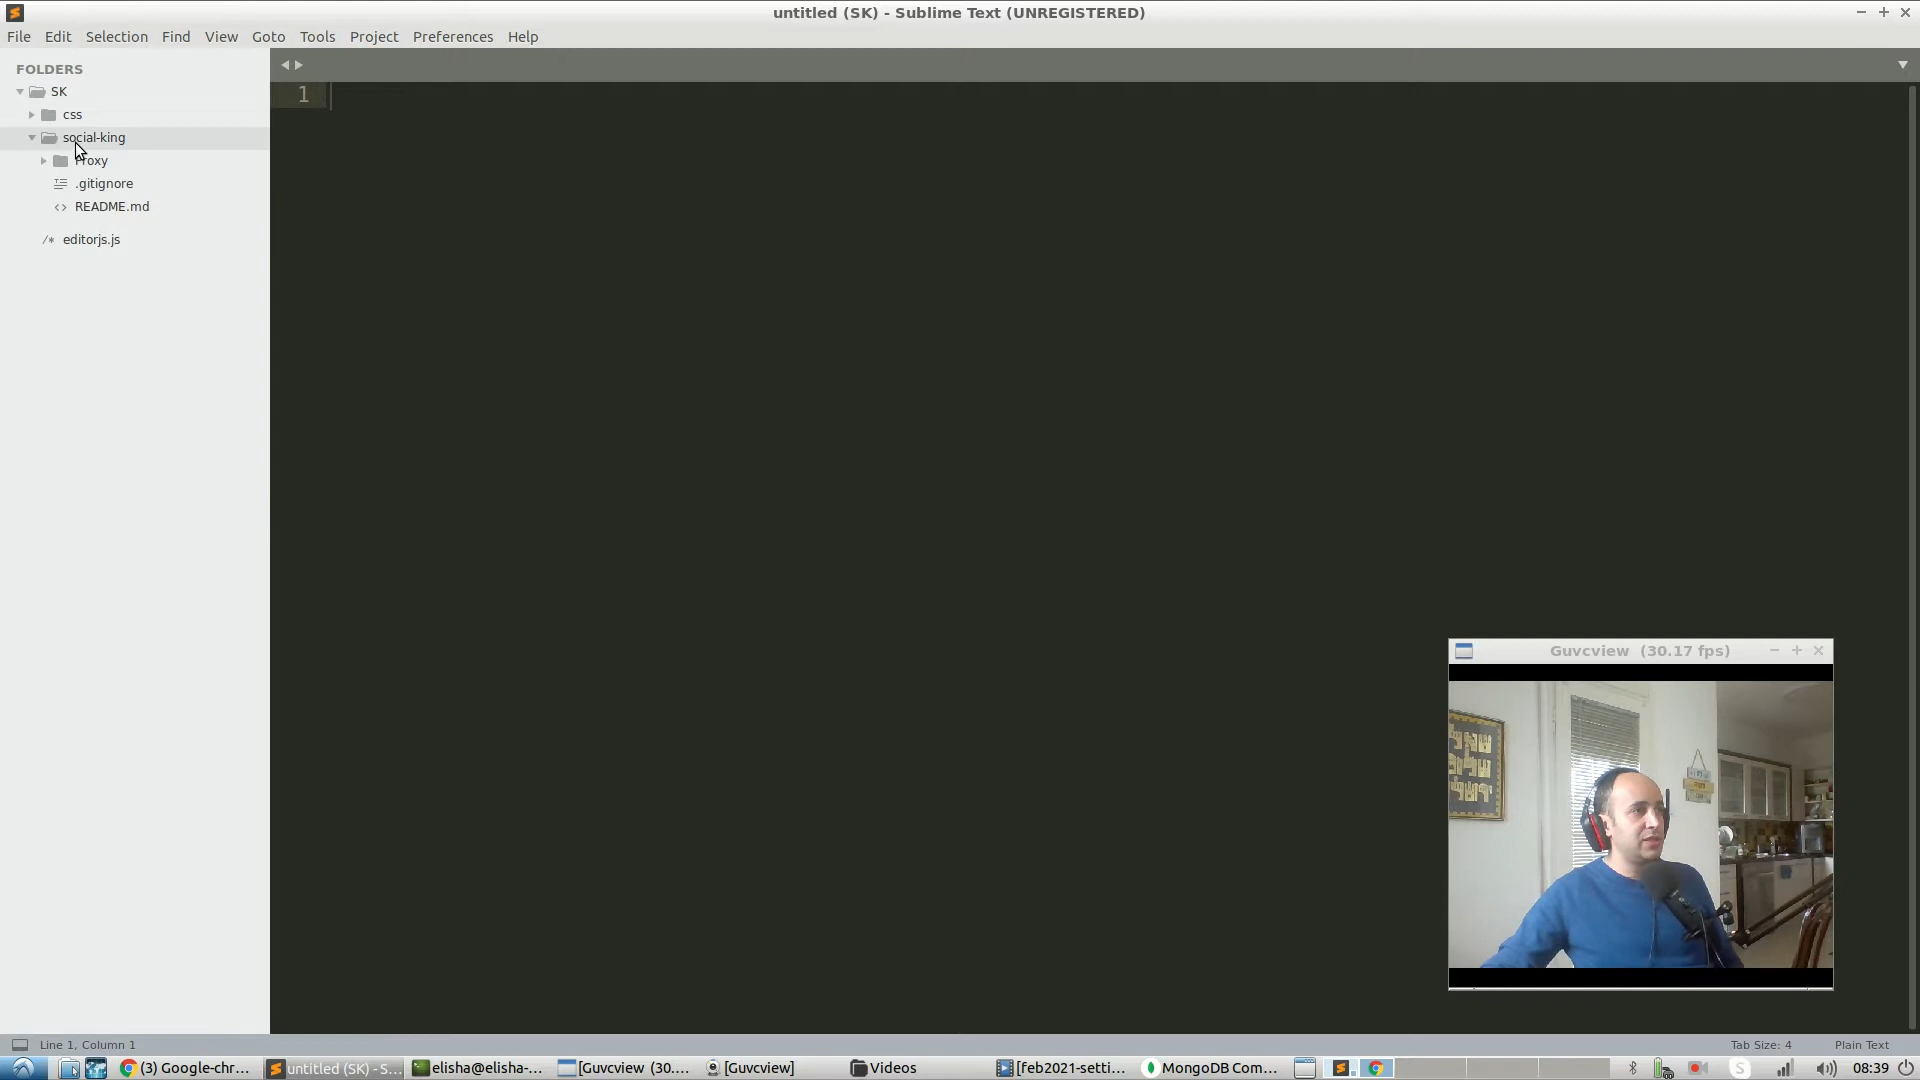 untitled (SK) - Sublime Text (UNREGISTERED)
File Edit Selection Find View Goto Tools Project Preferences Help
FOLDERS
SK
css
social-king
.gitignore
README.md
editorjs.js
1
Guvcview (30.17 fps)
Line 1, Column 1
Tab Size: 4
Plain Text
(3) Google-chr...
untitled (SK) - S...
elisha@elisha-...
[Guvcview (30....
[Guvcview]
Videos
[feb2021-setti...
MongoDB Com...
08:39